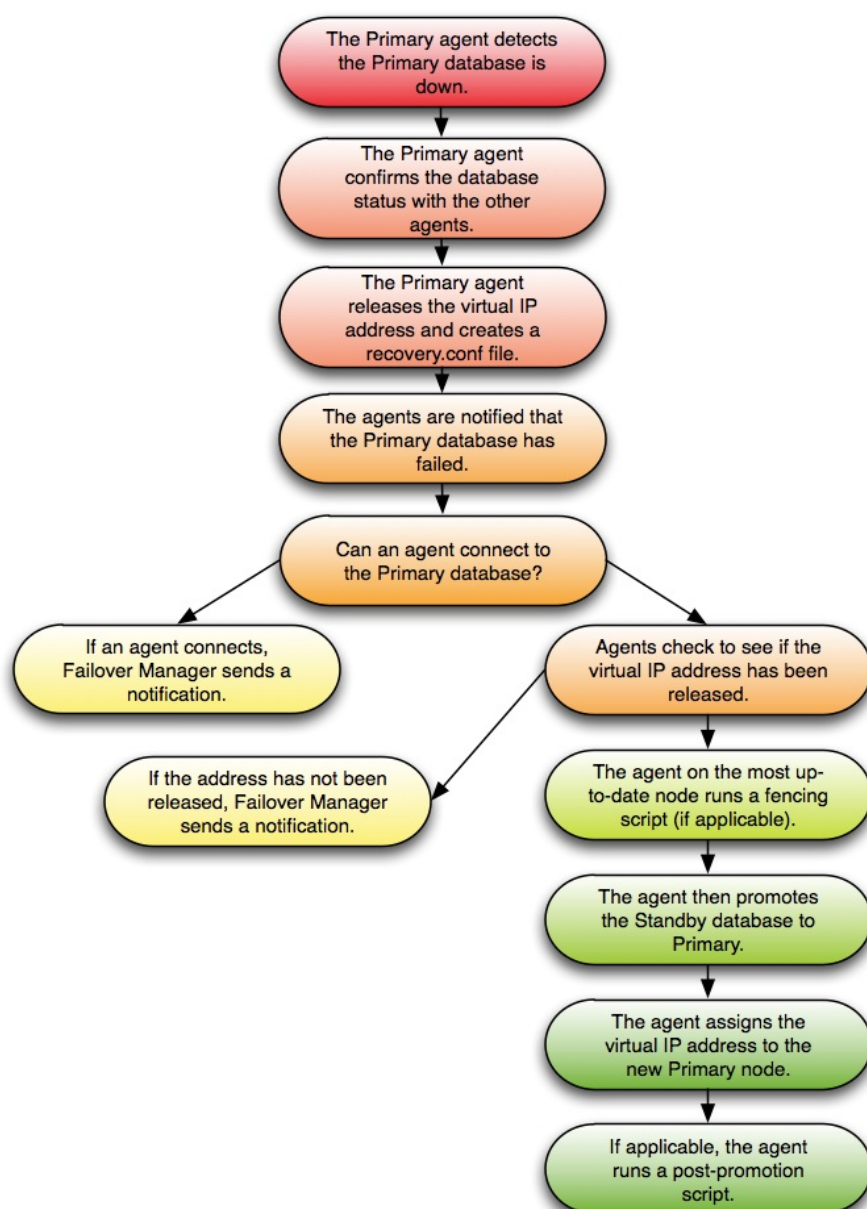 The Primary agent detects
the Primary database is
down.
The Primary agent
confirms the database
status with the other
agents.
The Primary agent
releases the virtual IP
address and creates a
recovery.conf file.
The agents are notified that
the Primary database has
failed.
Can an agent connect to
the Primary database?
If an agent connects,
Failover Manager sends a
notification.
Agents check to see if the
virtual IP address has been
released.
If the address has not been
released, Failover Manager
sends a notification.
The agent on the most up-
to-date node runs a fencing
script (if applicable).
The agent then promotes
the Standby database to
Primary.
The agent assigns the
virtual IP address to the
new Primary node.
If applicable, the agent
runs a post-promotion
script.